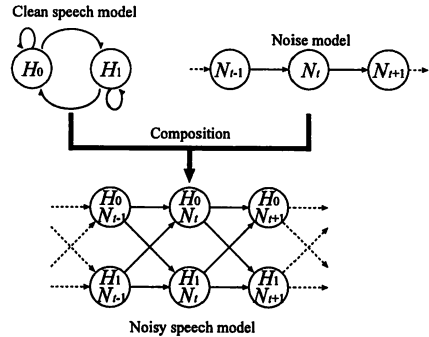 Clean speech model
Noise model
H0 H1
Nt-1 Nt Nt+1
Composition
H0 H0 H0
Nt-1 Nt Nt+1
H1 H1 H1
Nt-1 Nt Nt+1
Noisy speech model